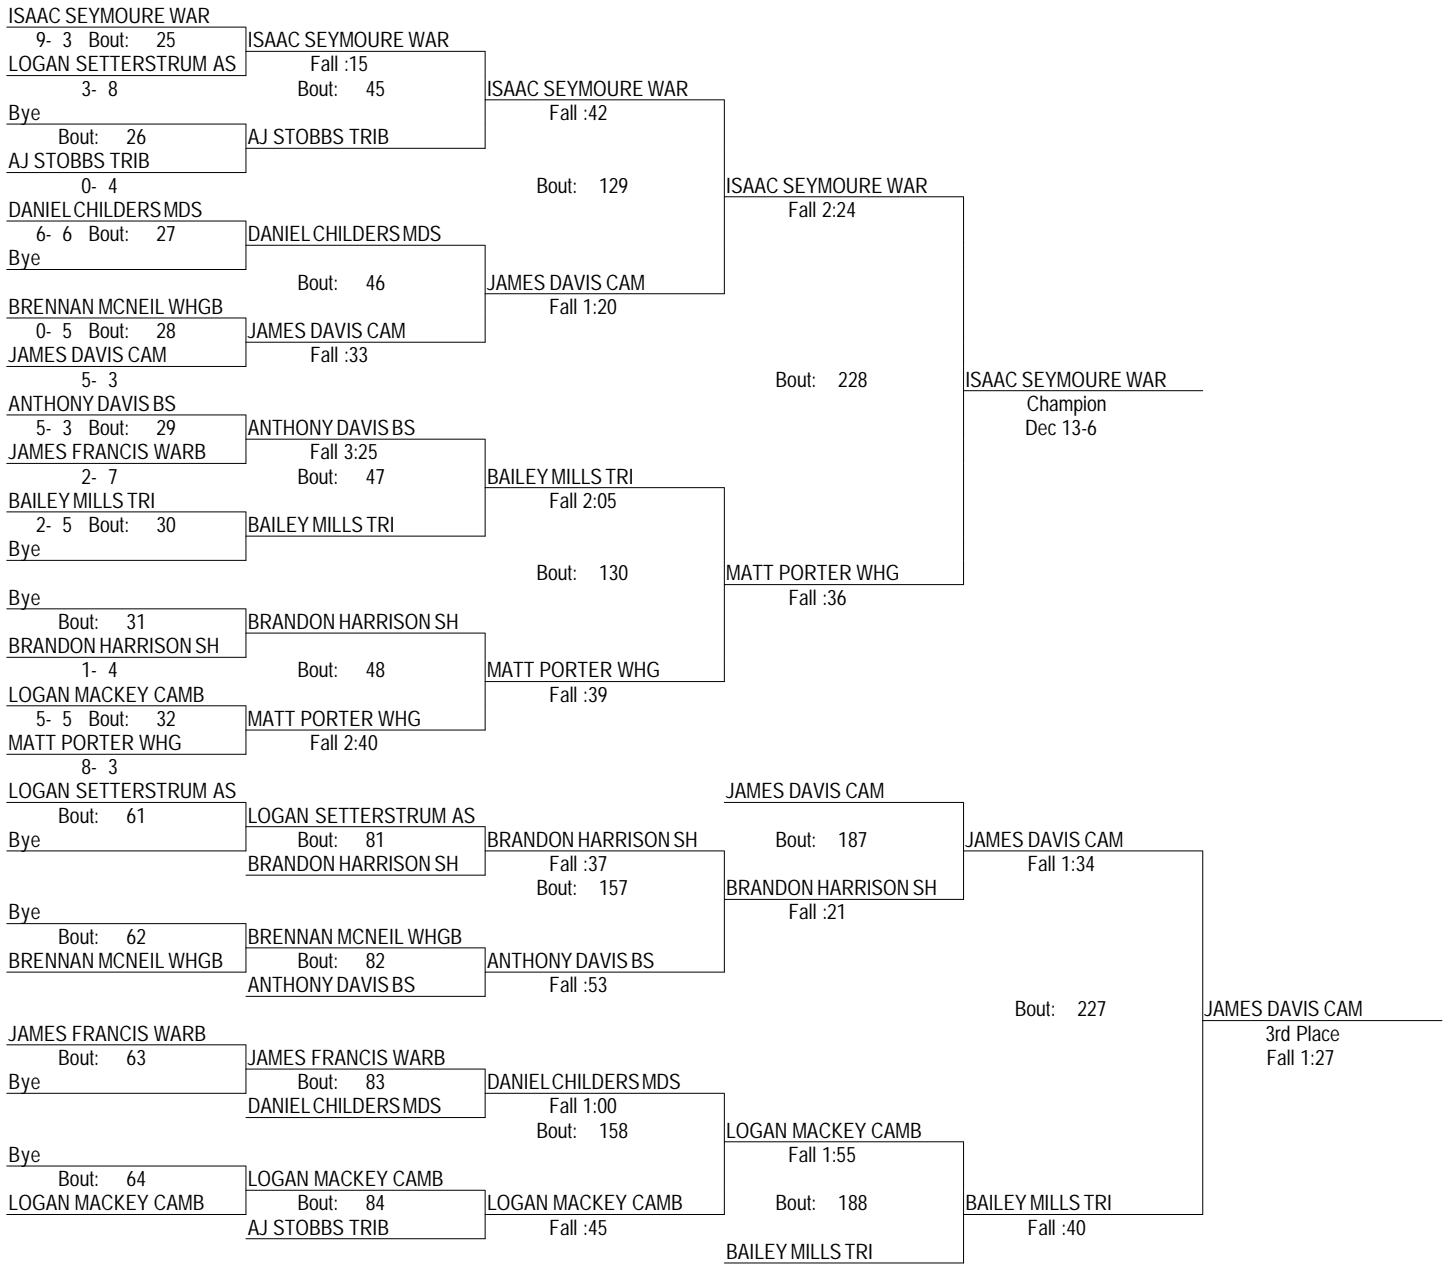 ISAAC SEYMOURE WAR
9- 3 Bout: 25 ISAAC SEYMOURE WAR
LOGAN SETTERSTRUM AS Fall :15
3- 8 Bout: 45 ISAAC SEYMOURE WAR
Bye Fall :42
Bout: 26 AJ STOBBS TRIB
AJ STOBBS TRIB
0- 4 Bout: 129 ISAAC SEYMOURE WAR
DANIEL CHILDERS MDS Fall 2:24
6- 6 Bout: 27 DANIEL CHILDERS MDS
Bye
Bout: 46 JAMES DAVIS CAM
BRENNAN MCNEIL WHGB Fall 1:20
0- 5 Bout: 28 JAMES DAVIS CAM
JAMES DAVIS CAM Fall :33
5- 3 Bout: 228 ISAAC SEYMOURE WAR
ANTHONY DAVIS BS Champion
5- 3 Bout: 29 ANTHONY DAVIS BS Dec 13-6
JAMES FRANCIS WARB Fall 3:25
2- 7 Bout: 47 BAILEY MILLS TRI
BAILEY MILLS TRI Fall 2:05
2- 5 Bout: 30 BAILEY MILLS TRI
Bye
Bout: 130 MATT PORTER WHG
Bye Fall :36
Bout: 31 BRANDON HARRISON SH
BRANDON HARRISON SH
1- 4 Bout: 48 MATT PORTER WHG
LOGAN MACKEY CAMB Fall :39
5- 5 Bout: 32 MATT PORTER WHG
MATT PORTER WHG Fall 2:40
8- 3
LOGAN SETTERSTRUM AS JAMES DAVIS CAM
Bout: 61 LOGAN SETTERSTRUM AS
Bye Bout: 81 BRANDON HARRISON SH Bout: 187 JAMES DAVIS CAM
BRANDON HARRISON SH Fall :37 Fall 1:34
Bout: 157 BRANDON HARRISON SH
Bye Fall :21
Bout: 62 BRENNAN MCNEIL WHGB
BRENNAN MCNEIL WHGB Bout: 82 ANTHONY DAVIS BS
ANTHONY DAVIS BS Fall :53
Bout: 227 JAMES DAVIS CAM
JAMES FRANCIS WARB 3rd Place
Bout: 63 JAMES FRANCIS WARB Fall 1:27
Bye Bout: 83 DANIEL CHILDERS MDS
DANIEL CHILDERS MDS Fall 1:00
Bout: 158 LOGAN MACKEY CAMB
Bye Fall 1:55
Bout: 64 LOGAN MACKEY CAMB
LOGAN MACKEY CAMB Bout: 84 LOGAN MACKEY CAMB Bout: 188 BAILEY MILLS TRI
AJ STOBBS TRIB Fall :45 Fall :40
BAILEY MILLS TRI